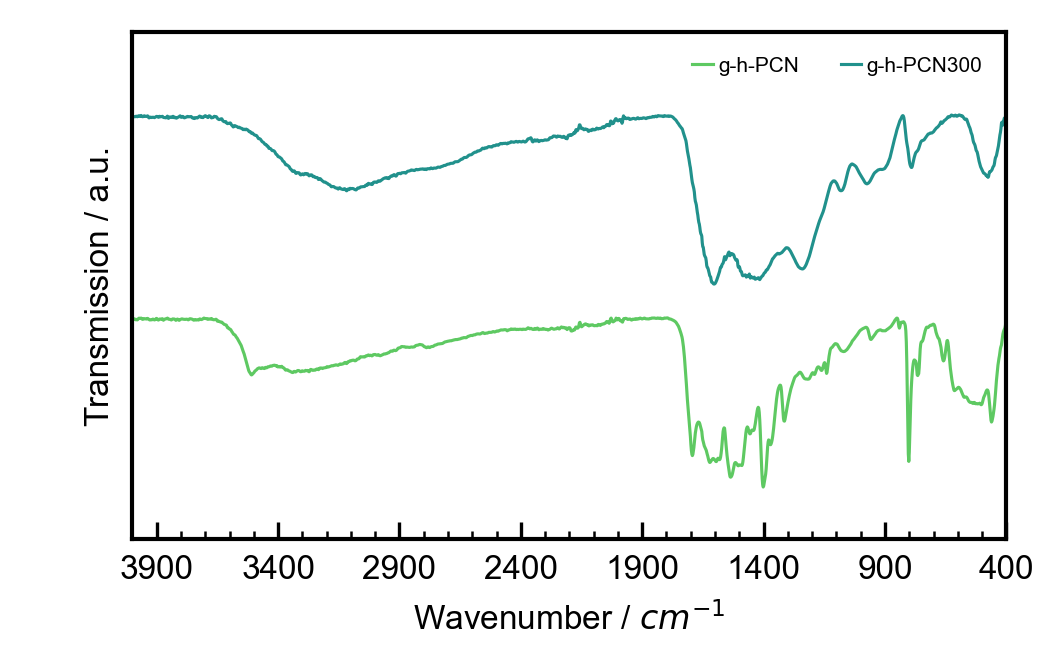 g-h-PCN g-h-PCN300
Transmission / a.u.
3900 3400 2900 2400 1900 1400 900 400
Wavenumber / cm⁻¹